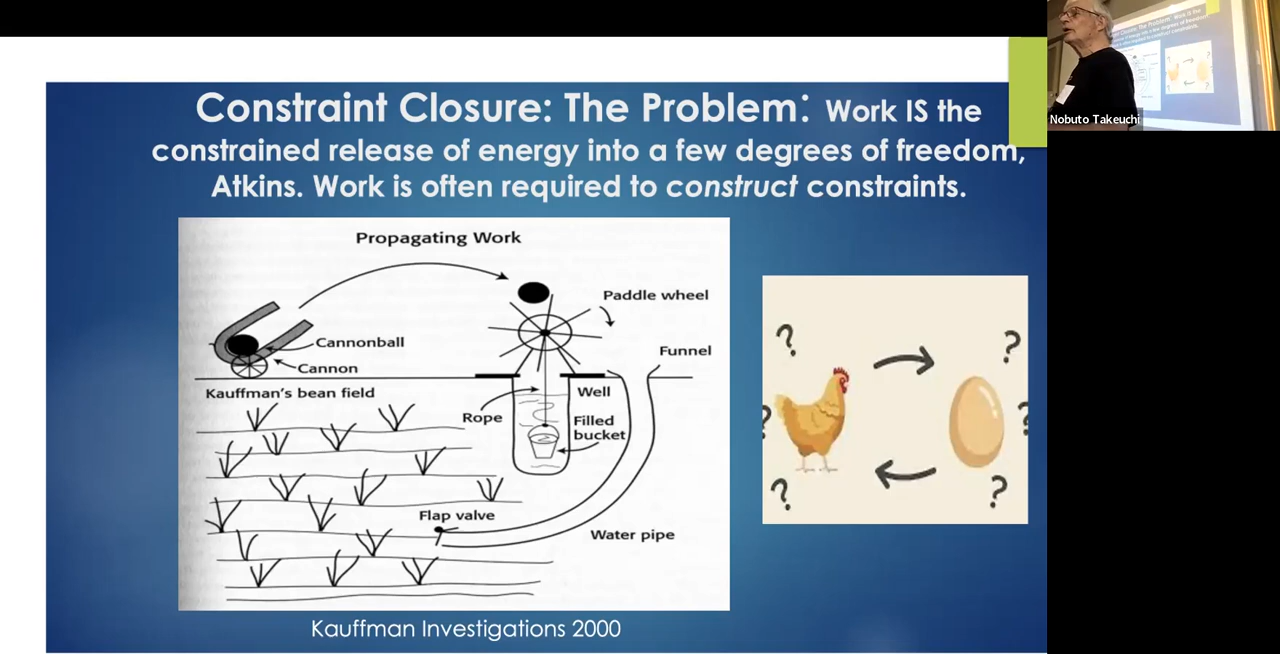 Constraint Closure: The Problem: Work IS the
constrained release of energy into a few degrees of freedom,
Atkins. Work is often required to construct constraints.
Propagating Work
Paddle wheel
Cannonball
Cannon
Funnel
Kauffman's bean field
Well
Rope
Filled
bucket
Flap valve
Water pipe
? ?
? ?
? ?
Kauffman Investigations 2000
Nobuto Takeuchi